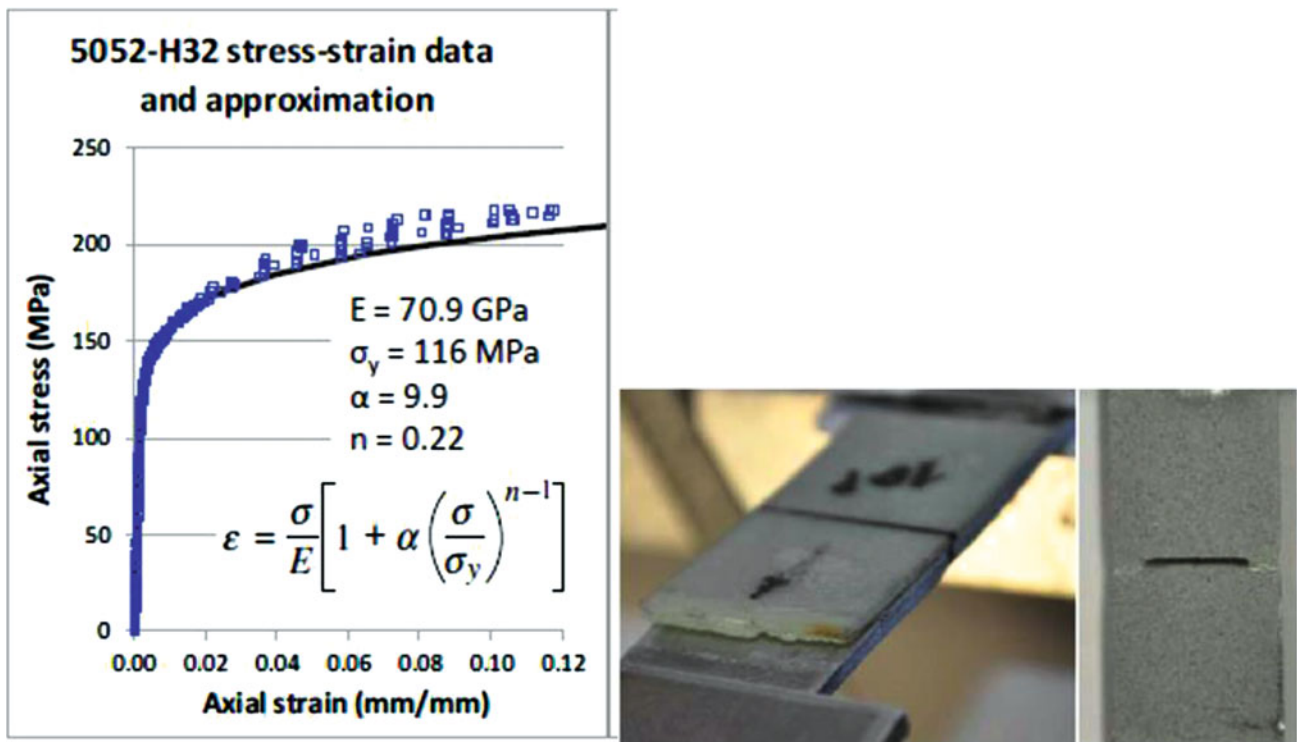 5052-H32 stress-strain data
and approximation
250
200
150
100
50
0
0.00 0.02 0.04 0.06 0.08 0.10 0.12
Axial stress (MPa)
Axial strain (mm/mm)
E = 70.9 GPa
σy = 116 MPa
α = 9.9
n = 0.22
ε = σ/E [1 + α (σ/σy)^n−1]